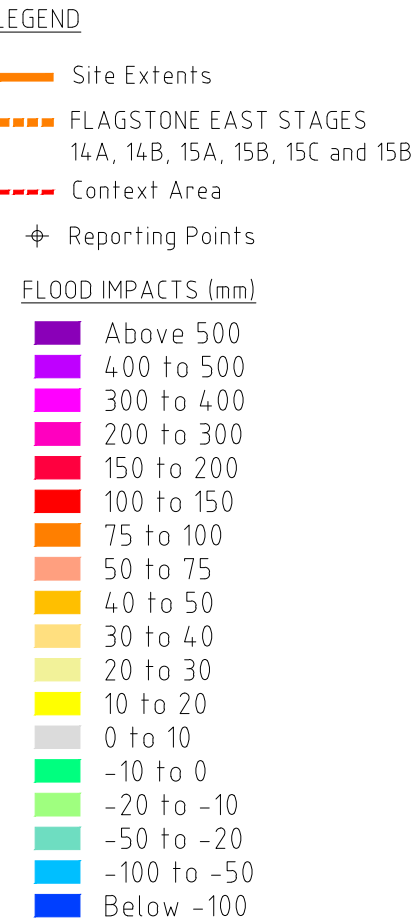 LEGEND
Site Extents
FLAGSTONE EAST STAGES
14A, 14B, 15A, 15B, 15C and 15B
Context Area
Reporting Points
FLOOD IMPACTS (mm)
Above 500
400 to 500
300 to 400
200 to 300
150 to 200
100 to 150
75 to 100
50 to 75
40 to 50
30 to 40
20 to 30
10 to 20
0 to 10
-10 to 0
-20 to -10
-50 to -20
-100 to -50
Below -100